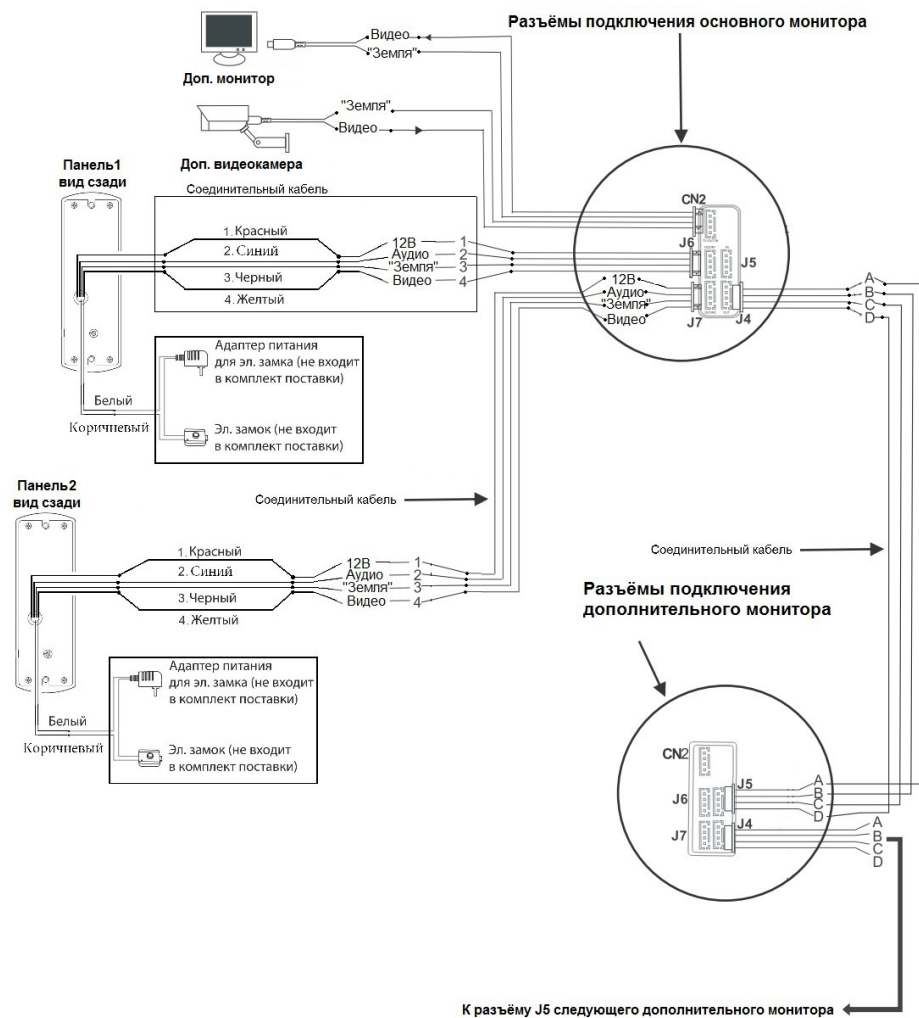 Разъёмы подключения основного монитора
Видео
"Земля"
Доп. монитор
"Земля"
Видео
Доп. видеокамера
Панель1
вид сзади
Соединительный кабель
1. Красный
2. Синий
3. Черный
4. Желтый
12В 1
Аудио 2
"Земля" 3
Видео 4
CN2
J6
J5
J7
J4
12В
Аудио
"Земля"
Видео
A
B
C
D
Адаптер питания
для эл. замка (не входит
в комплект поставки)
Белый
Коричневый
Эл. замок (не входит
в комплект поставки)
Панель2
вид сзади
Соединительный кабель
1. Красный
2. Синий
3. Черный
4. Желтый
12В 1
Аудио 2
"Земля" 3
Видео 4
Соединительный кабель
Разъёмы подключения
дополнительного монитора
Адаптер питания
для эл. замка (не входит
в комплект поставки)
Белый
Коричневый
Эл. замок (не входит
в комплект поставки)
CN2
J5
J6
J4
J7
A
B
C
D
A
B
C
D
К разъёму J5 следующего дополнительного монитора